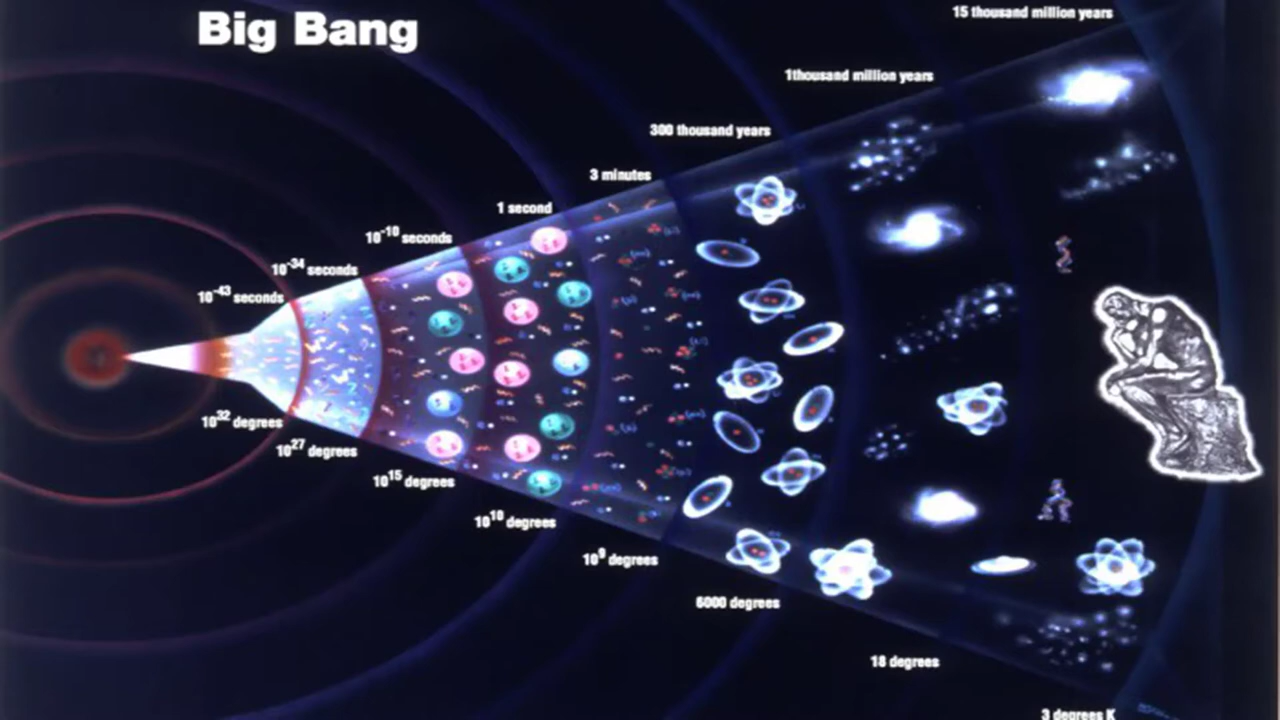 Big Bang
15 thousand million years
1thousand million years
300 thousand years
3 minutes
1 second
10⁻¹⁰ seconds
10⁻³⁴ seconds
10⁻⁴³ seconds
10³² degrees
10²⁷ degrees
10¹⁵ degrees
10¹⁰ degrees
10⁹ degrees
6000 degrees
18 degrees
3 degrees K